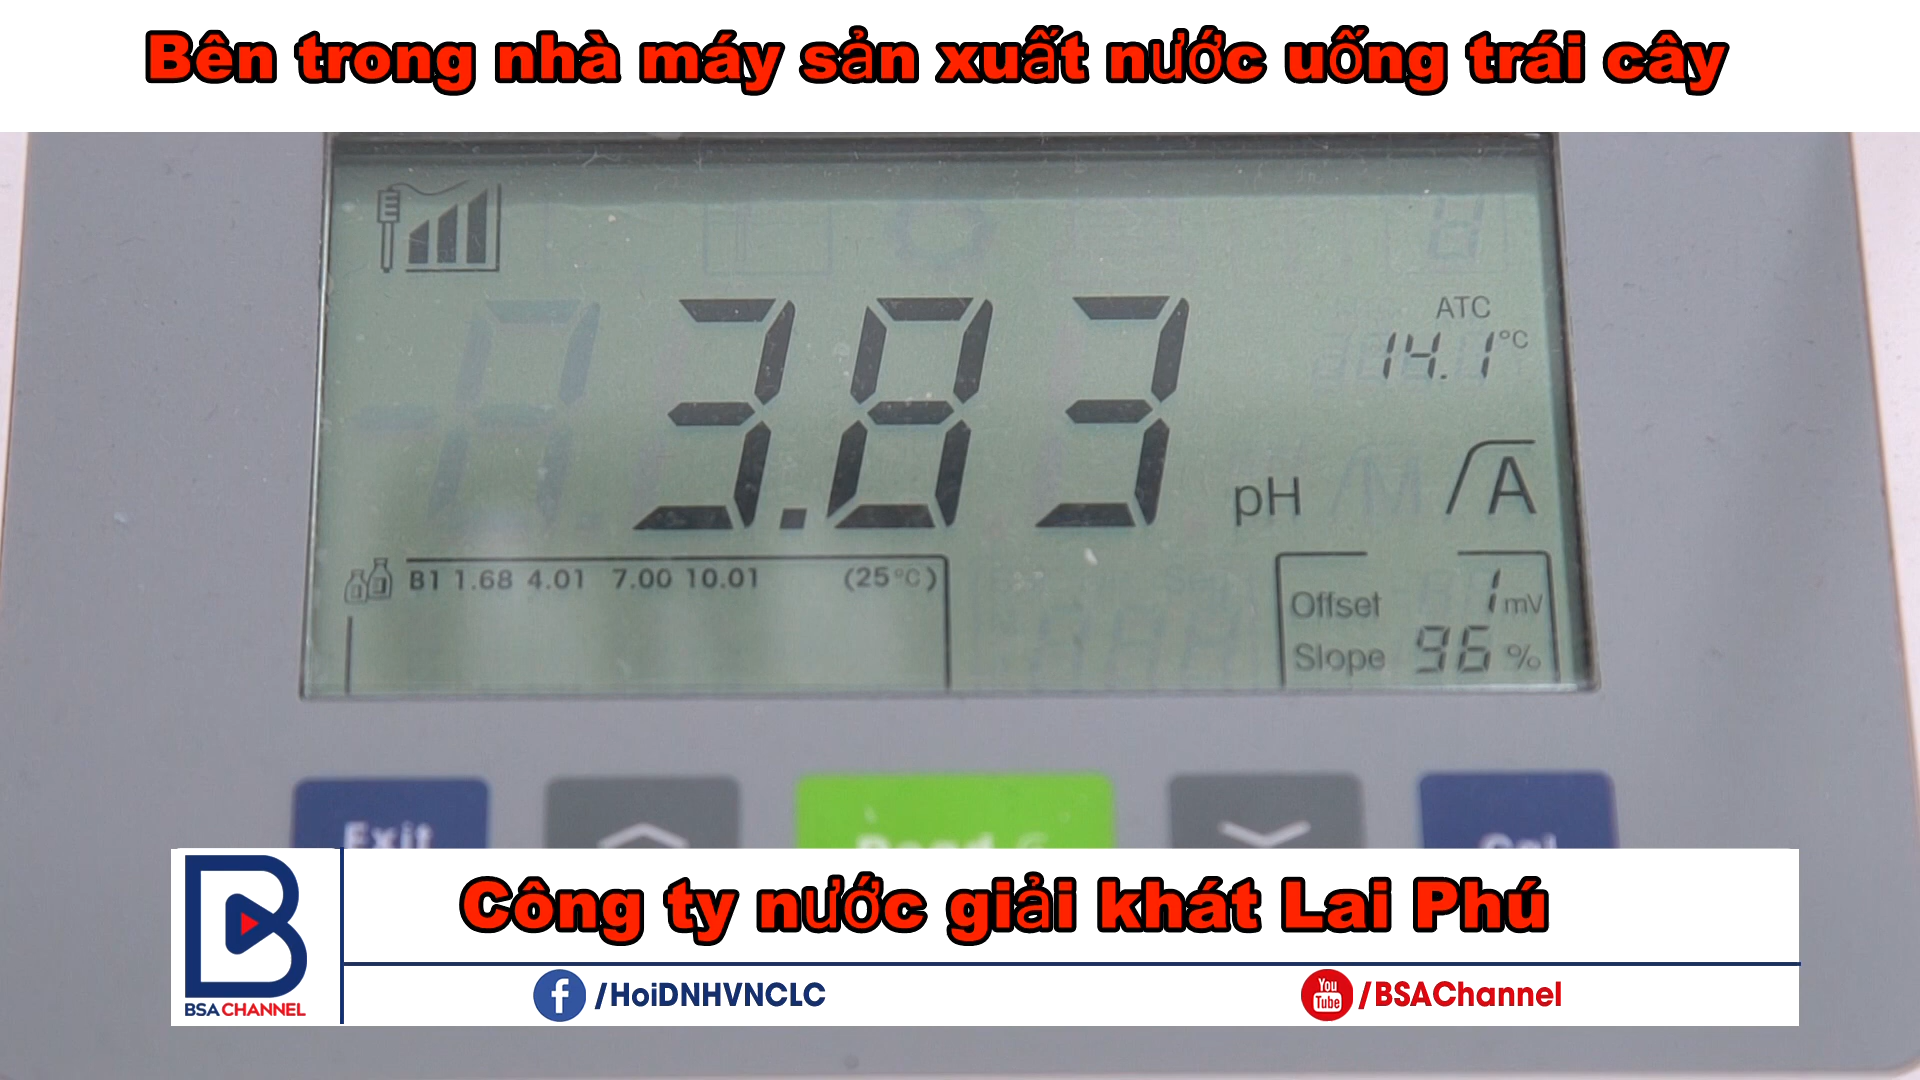 Bên trong nhà máy sản xuất nước uống trái cây
ATC
14.1°C
3.83 pH
A
B1 1.68 4.01 7.00 10.01 (25°C)
Offset 1 mV
Slope 96 %
Exit
Công ty nước giải khát Lai Phú
BSA CHANNEL
/HoiDNHVNCLC
You Tube /BSAChannel